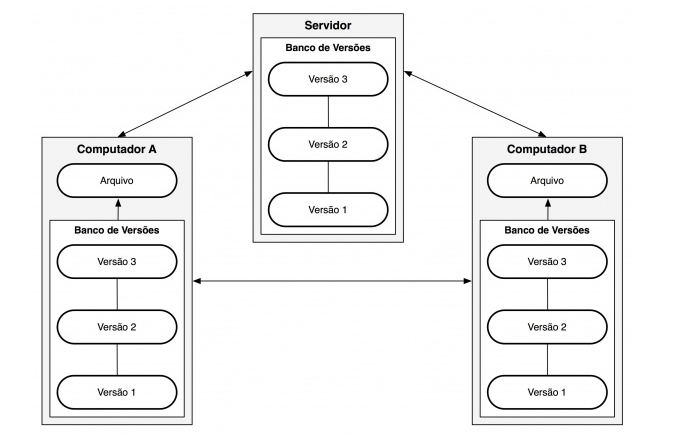 Servidor
Banco de Versões
Versão 3
Versão 2
Versão 1
Computador A
Arquivo
Banco de Versões
Versão 3
Versão 2
Versão 1
Computador B
Arquivo
Banco de Versões
Versão 3
Versão 2
Versão 1